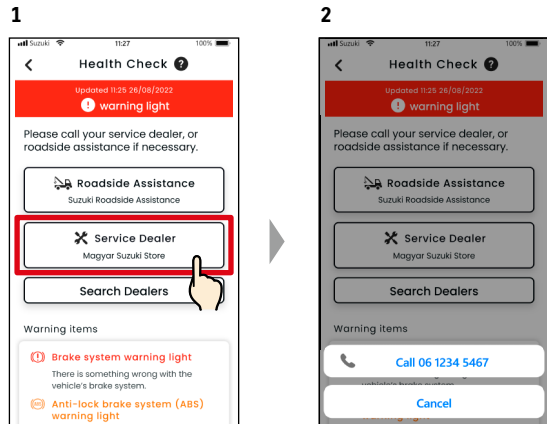 1
Suzuki 11:27 100%
Health Check ?
Updated 11:25 26/08/2022
! warning light
Please call your service dealer, or
roadside assistance if necessary.
Roadside Assistance
Suzuki Roadside Assistance
Service Dealer
Magyar Suzuki Store
Search Dealers
Warning items
Brake system warning light
There is something wrong with the
vehicle's brake system.
Anti-lock brake system (ABS)
warning light
2
Suzuki 11:27 100%
Health Check ?
Updated 11:25 26/08/2022
! warning light
Please call your service dealer, or
roadside assistance if necessary.
Roadside Assistance
Suzuki Roadside Assistance
Service Dealer
Magyar Suzuki Store
Search Dealers
Warning items
Call 06 1234 5467
Cancel